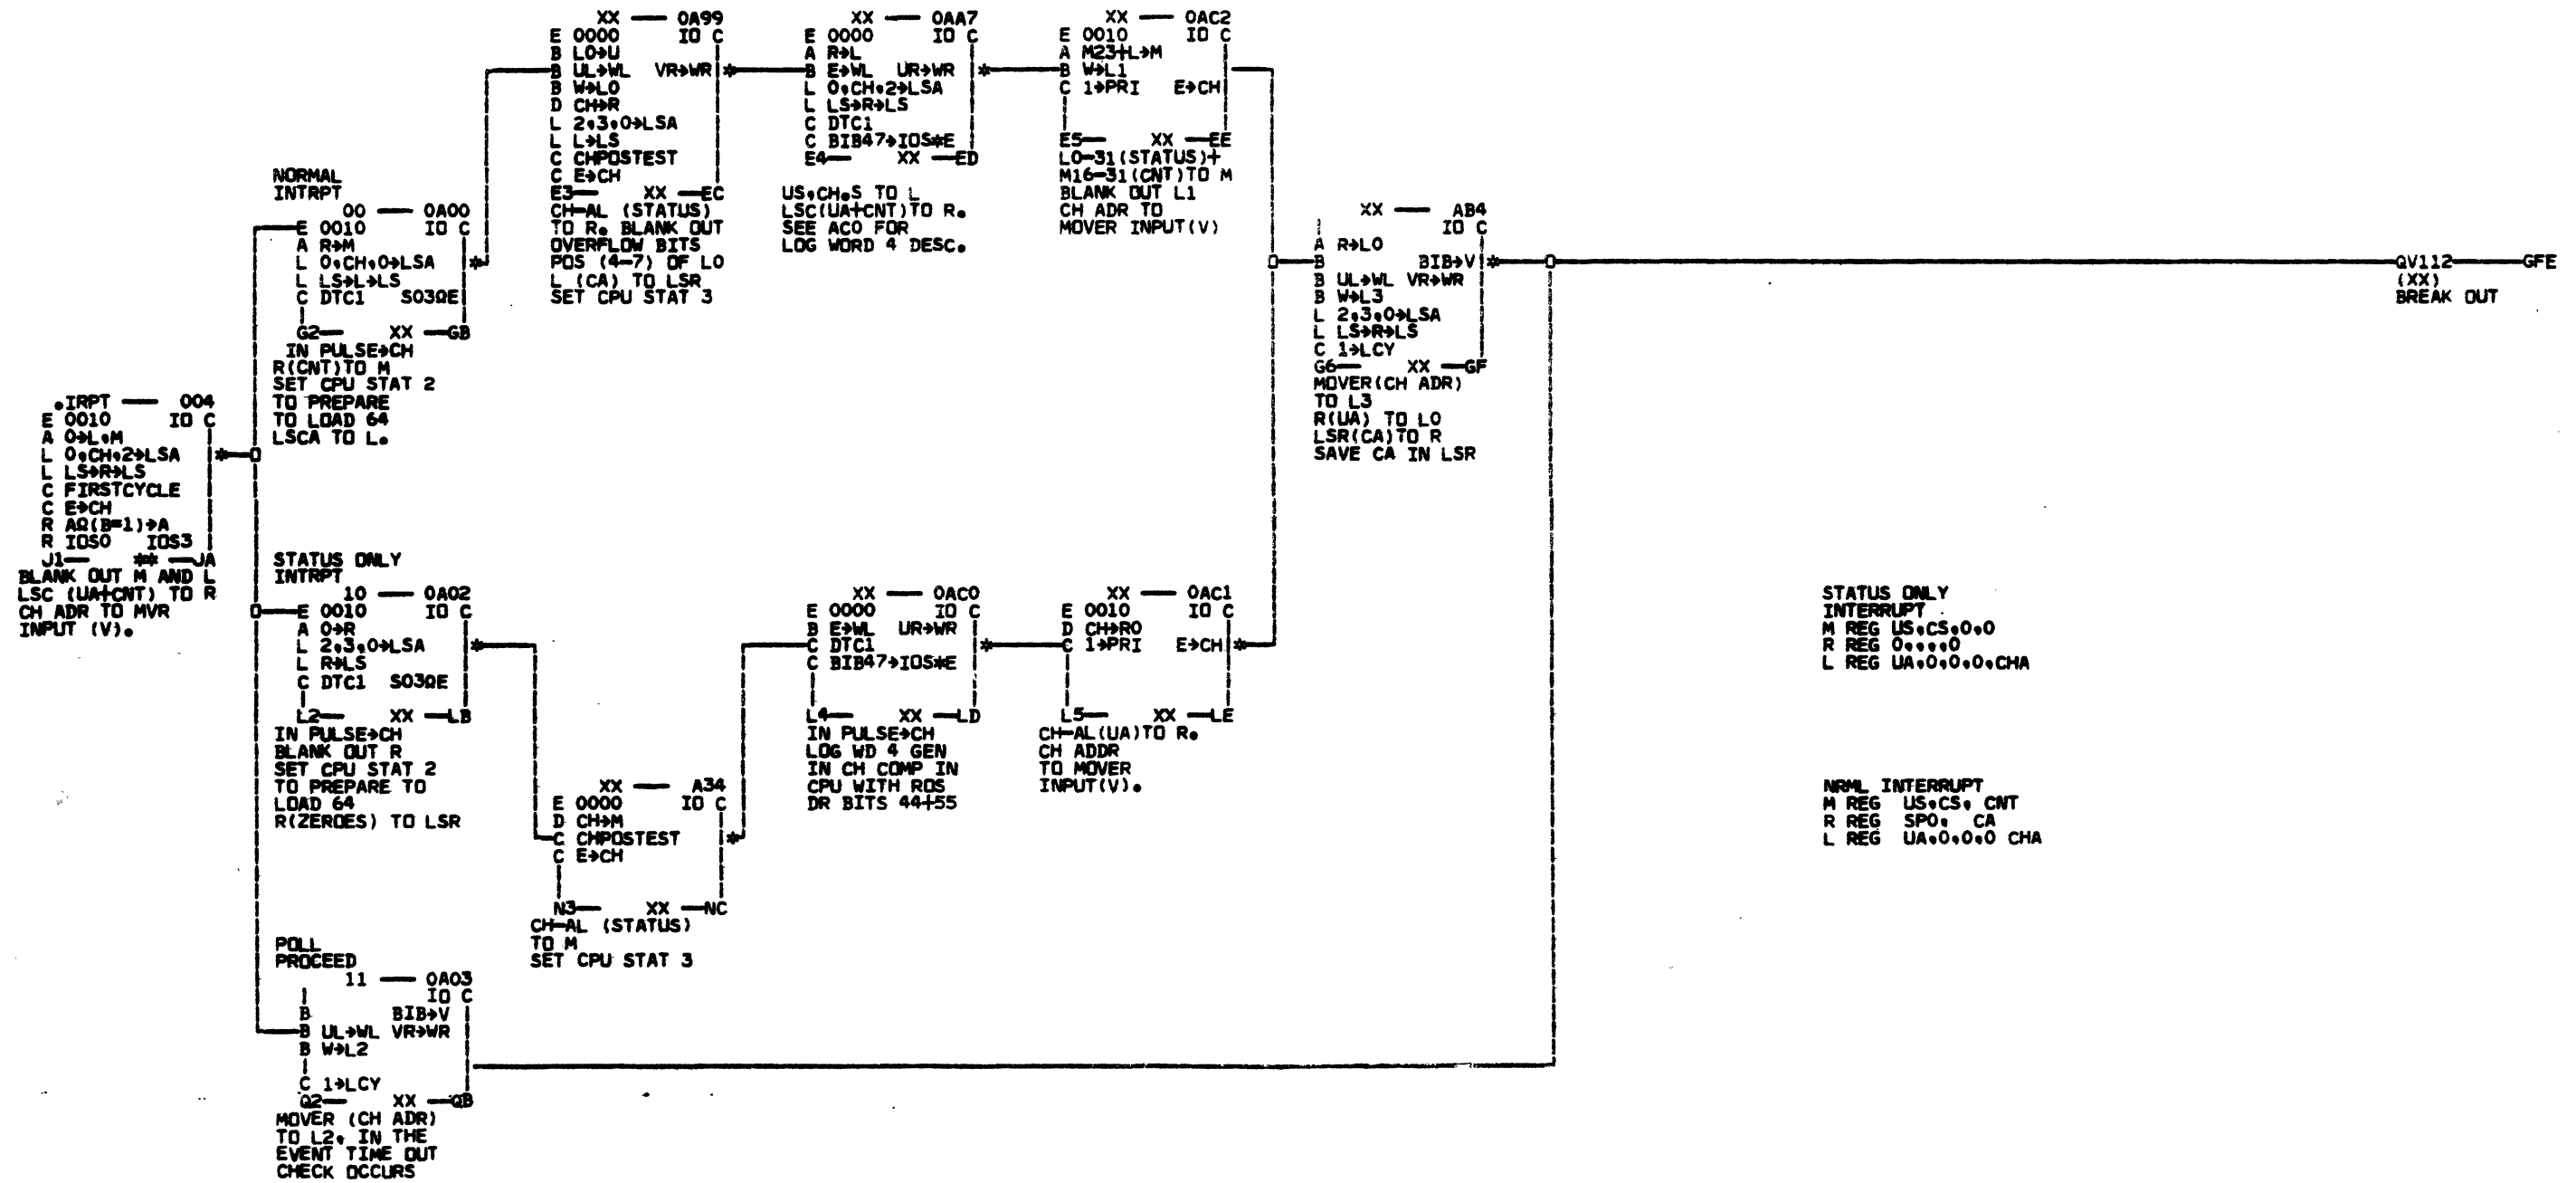 .IRPT — 004
E 0010 IO C
A 0→L,M
L 0,CH,2→LSA
L LS→R→LS
C FIRSTCYCLE
C E→CH
R AΩ(B=1)→A
R IOS0 IOS3
J1— ** —JA
BLANK OUT M AND L
LSC (UA+CNT) TO R
CH ADR TO MVR
INPUT (V).
NORMAL
INTRPT
00 — 0A00
E 0010 IO C
A R→M
L 0,CH,0→LSA
L LS→L→LS
C DTC1 S03ΩE
G2— XX —GB
IN PULSE→CH
R(CNT)TO M
SET CPU STAT 2
TO PREPARE
TO LOAD 64
LSCA TO L.
STATUS ONLY
INTRPT
10 — 0A02
E 0010 IO C
A 0→R
L 2,3,0→LSA
L R→LS
C DTC1 S03ΩE
L2— XX —LB
IN PULSE→CH
BLANK OUT R
SET CPU STAT 2
TO PREPARE TO
LOAD 64
R(ZEROES) TO LSR
POLL
PROCEED
11 — 0A03
IO C
B BIB→V
B UL→WL VR→WR
B W→L2
C 1→LCY
Q2— XX —QB
MOVER (CH ADR)
TO L2, IN THE
EVENT TIME OUT
CHECK OCCURS
XX — 0A99
E 0000 IO C
B L0→U
B UL→WL VR→WR *
B W→L0
D CH→R
L 2,3,0→LSA
L L→LS
C CHPOSTEST
C E→CH
E3— XX —EC
CH-AL (STATUS)
TO R. BLANK OUT
OVERFLOW BITS
POS (4-7) OF L0
L (CA) TO LSR
SET CPU STAT 3
XX — A34
E 0000 IO C
D CH→M
C CHPOSTEST *
C E→CH
N3— XX —NC
CH-AL (STATUS)
TO M
SET CPU STAT 3
XX — 0AA7
E 0000 IO C
A R→L
B E→WL UR→WR *
L 0,CH,2→LSA
L LS→R→LS
C DTC1
C BIB47→IOS*E
E4— XX —ED
US,CH.S TO L
LSC(UA+CNT)TO R.
SEE AC0 FOR
LOG WORD 4 DESC.
XX — 0AC0
E 0000 IO C
B E→WL UR→WR
C DTC1 *
C BIB47→IOS*E
L4— XX —LD
IN PULSE→CH
LOG WD 4 GEN
IN CH COMP IN
CPU WITH ROS
DR BITS 44+55
XX — 0AC2
E 0010 IO C
A M23+L→M
B W→L1
C 1→PRI E→CH
E5— XX —EE
L0-31(STATUS)+
M16-31(CNT)TO M
BLANK OUT L1
CH ADR TO
MOVER INPUT(V)
XX — 0AC1
E 0010 IO C
D CH→R0
C 1→PRI E→CH *
L5— XX —LE
CH-AL(UA)TO R.
CH ADDR
TO MOVER
INPUT(V).
XX — AB4
IO C
A R→L0
B BIB→V *
B UL→WL VR→WR
B W→L3
L 2,3,0→LSA
L LS→R→LS
C 1→LCY
G6— XX —GF
MOVER(CH ADR)
TO L3
R(UA) TO L0
LSR(CA)TO R
SAVE CA IN LSR
QV112 — GFE
(XX)
BREAK OUT
STATUS ONLY
INTERRUPT
M REG US,CS,0,0
R REG 0,,,,0
L REG UA,0,0,0,CHA
NRML INTERRUPT
M REG US,CS, CNT
R REG SP0, CA
L REG UA,0,0,0 CHA